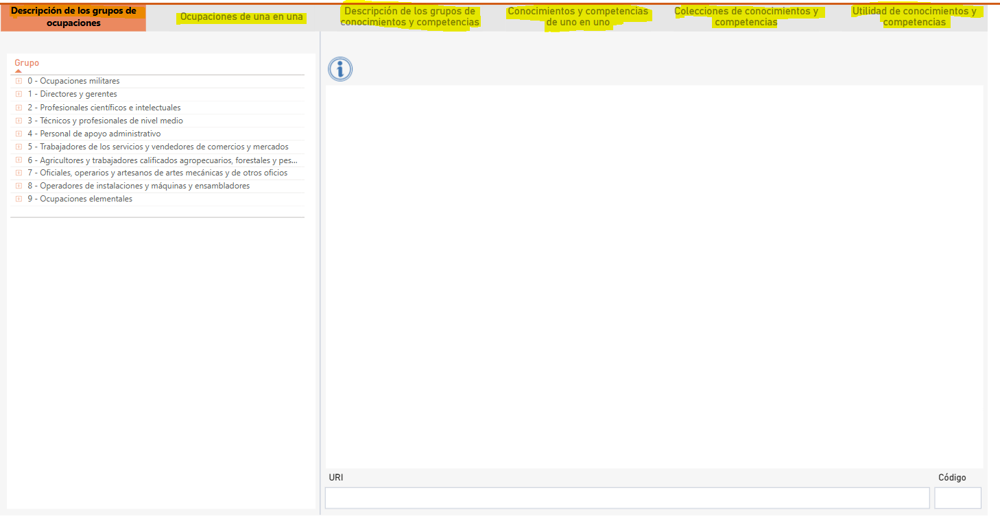 Descripción de los grupos de
ocupaciones
Ocupaciones de una en una
Descripción de los grupos de
conocimientos y competencias
Conocimientos y competencias
de uno en uno
Colecciones de conocimientos y
competencias
Utilidad de conocimientos y
competencias
Grupo
0 - Ocupaciones militares
1 - Directores y gerentes
2 - Profesionales científicos e intelectuales
3 - Técnicos y profesionales de nivel medio
4 - Personal de apoyo administrativo
5 - Trabajadores de los servicios y vendedores de comercios y mercados
6 - Agricultores y trabajadores calificados agropecuarios, forestales y pes...
7 - Oficiales, operarios y artesanos de artes mecánicas y de otros oficios
8 - Operadores de instalaciones y máquinas y ensambladores
9 - Ocupaciones elementales
i
URI
Código